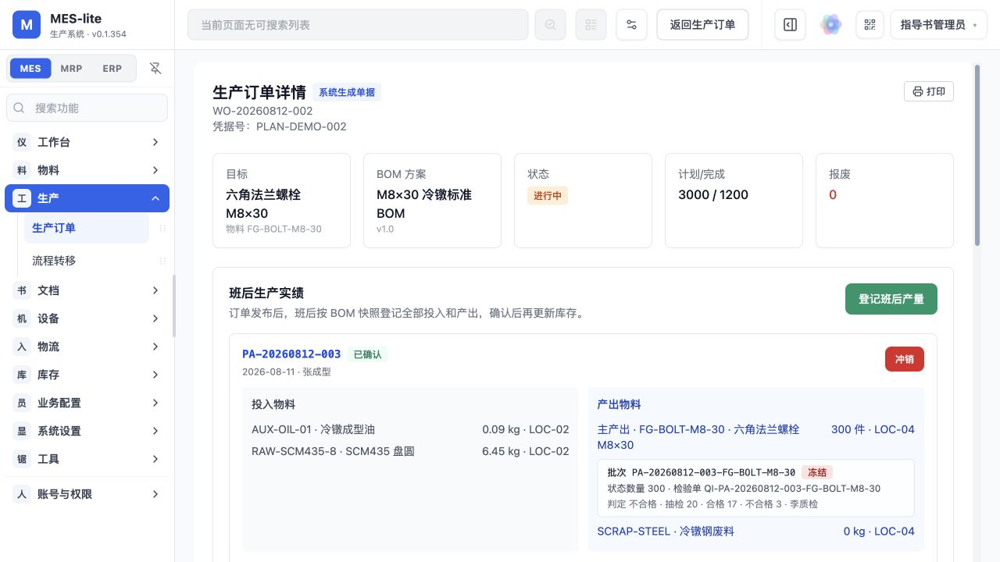 M
MES-lite
生产系统 · v0.1.354
当前页面无可搜索列表
返回生产订单
指导书管理员
MES
MRP
ERP
搜索功能
仪 工作台
料 物料
工 生产
生产订单
流程转移
书 文档
机 设备
入 物流
库 库存
员 业务配置
显 系统设置
锯 工具
人 账号与权限
生产订单详情 系统生成单据
打印
WO-20260812-002
凭据号： PLAN-DEMO-002
目标
六角法兰螺栓
M8×30
物料 FG-BOLT-M8-30
BOM 方案
M8×30 冷镦标准
BOM
v1.0
状态
进行中
计划/完成
3000 / 1200
报废
0
班后生产实绩
订单发布后，班后按 BOM 快照登记全部投入和产出，确认后再更新库存。
登记班后产量
PA-20260812-003 已确认
2026-08-11 · 张成型
冲销
投入物料
AUX-OIL-01 · 冷镦成型油 0.09 kg · LOC-02
RAW-SCM435-8 · SCM435 盘圆 6.45 kg · LOC-02
产出物料
主产出 · FG-BOLT-M8-30 · 六角法兰螺栓 300 件 · LOC-04
M8×30
批次 PA-20260812-003-FG-BOLT-M8-30 冻结
状态数量 300 · 检验单 QI-PA-20260812-003-FG-BOLT-M8-30
判定 不合格 · 抽检 20 · 合格 17 · 不合格 3 · 李质检
SCRAP-STEEL · 冷镦钢废料 0 kg · LOC-04